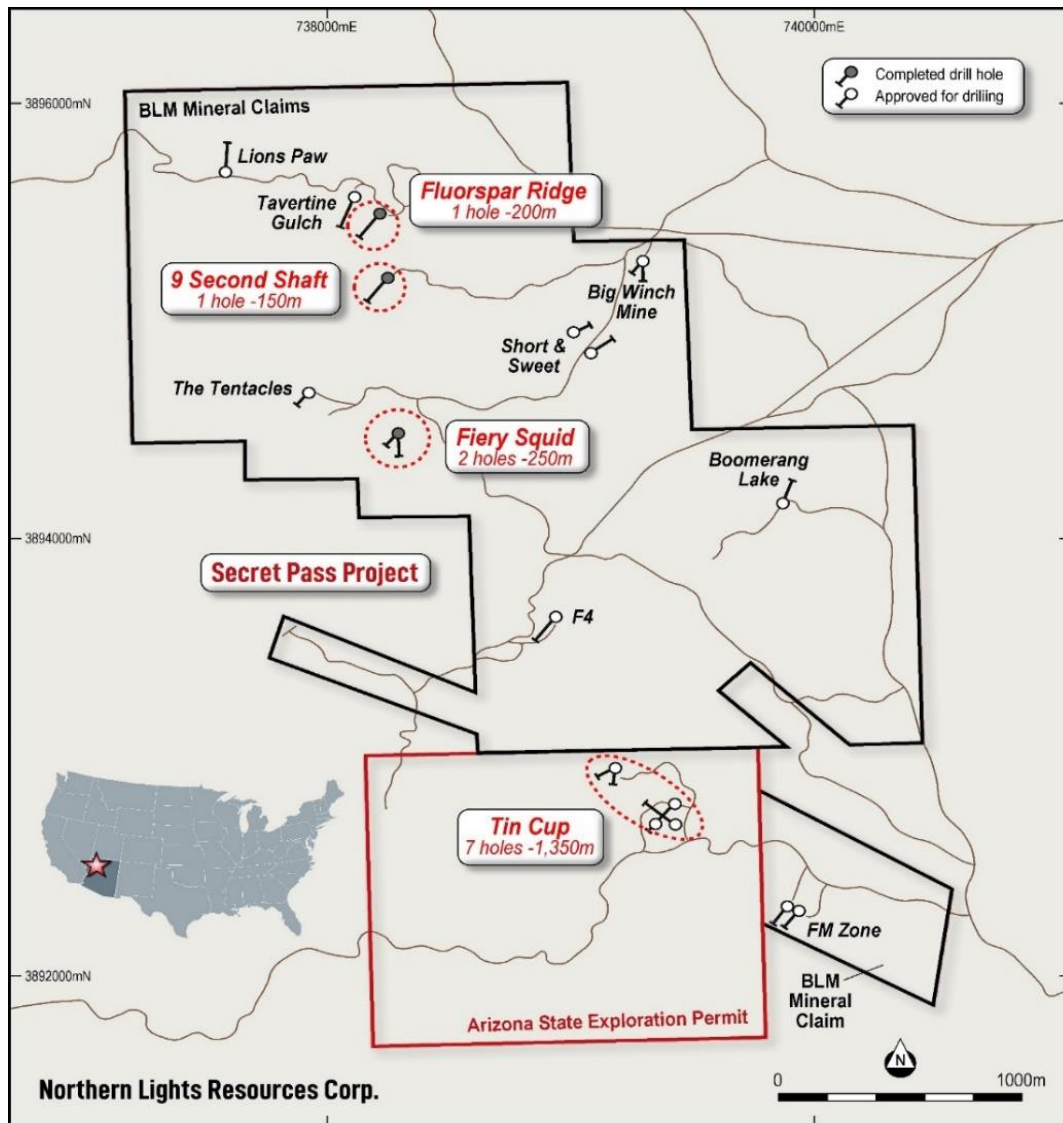 738000mE
740000mE
Completed drill hole
Approved for drilling
3896000mN
BLM Mineral Claims
Lions Paw
Tavertine
Gulch
Fluorspar Ridge
1 hole -200m
9 Second Shaft
1 hole -150m
Big Winch
Mine
Short &
Sweet
The Tentacles
Fiery Squid
2 holes -250m
Boomerang
Lake
3894000mN
Secret Pass Project
F4
Tin Cup
7 holes -1,350m
FM Zone
BLM
Mineral
Claim
3892000mN
Arizona State Exploration Permit
N
Northern Lights Resources Corp.
0
1000m